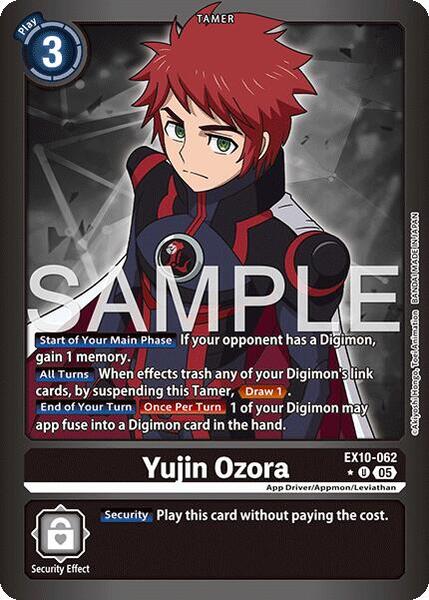 TAMER
Play
3
SAMPLE
Start of Your Main Phase If your opponent has a Digimon,
gain 1 memory.
All Turns When effects trash any of your Digimon's link
cards, by suspending this Tamer, Draw 1.
End of Your Turn Once Per Turn 1 of your Digimon may
app fuse into a Digimon card in the hand.
©Akiyoshi Hongo, Toei Animation BANDAI MADE IN JAPAN
EX10-062
Yujin Ozora
U 05
App Driver/Appmon/Leviathan
Security Play this card without paying the cost.
Security Effect